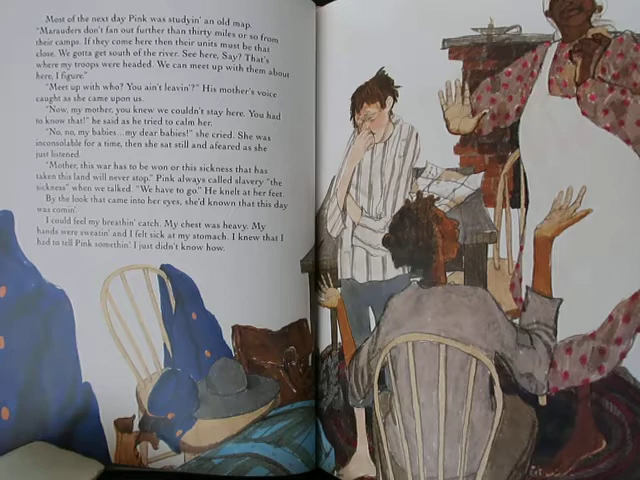 Most of the next day Pink was studyin' an old map.
"Marauders don't fan out further than thirty miles or so from
their camps. If they come here then their units must be that
close. We gotta get south of the river. See here, Say? That's
where my troops were headed. We can meet up with them about
here, I figure."
"Meet up with who? You ain't leavin'?" His mother's voice
caught as she came upon us.
"Now, my mother, you knew we couldn't stay here. You had
to know that!" he said as he tried to calm her.
"No, no, my babies...my dear babies!" she cried. She was
inconsolable for a time, then she sat still and afeared as she
just listened.
"Mother, this war has to be won or this sickness that has
taken this land will never stop." Pink always called slavery "the
sickness" when we talked. "We have to go." He knelt at her feet.
By the look that came into her eyes, she'd known that this day
was comin'.
I could feel my breathin' catch. My chest was heavy. My
hands were sweatin' and I felt sick at my stomach. I knew that I
had to tell Pink somethin'. I just didn't know how.